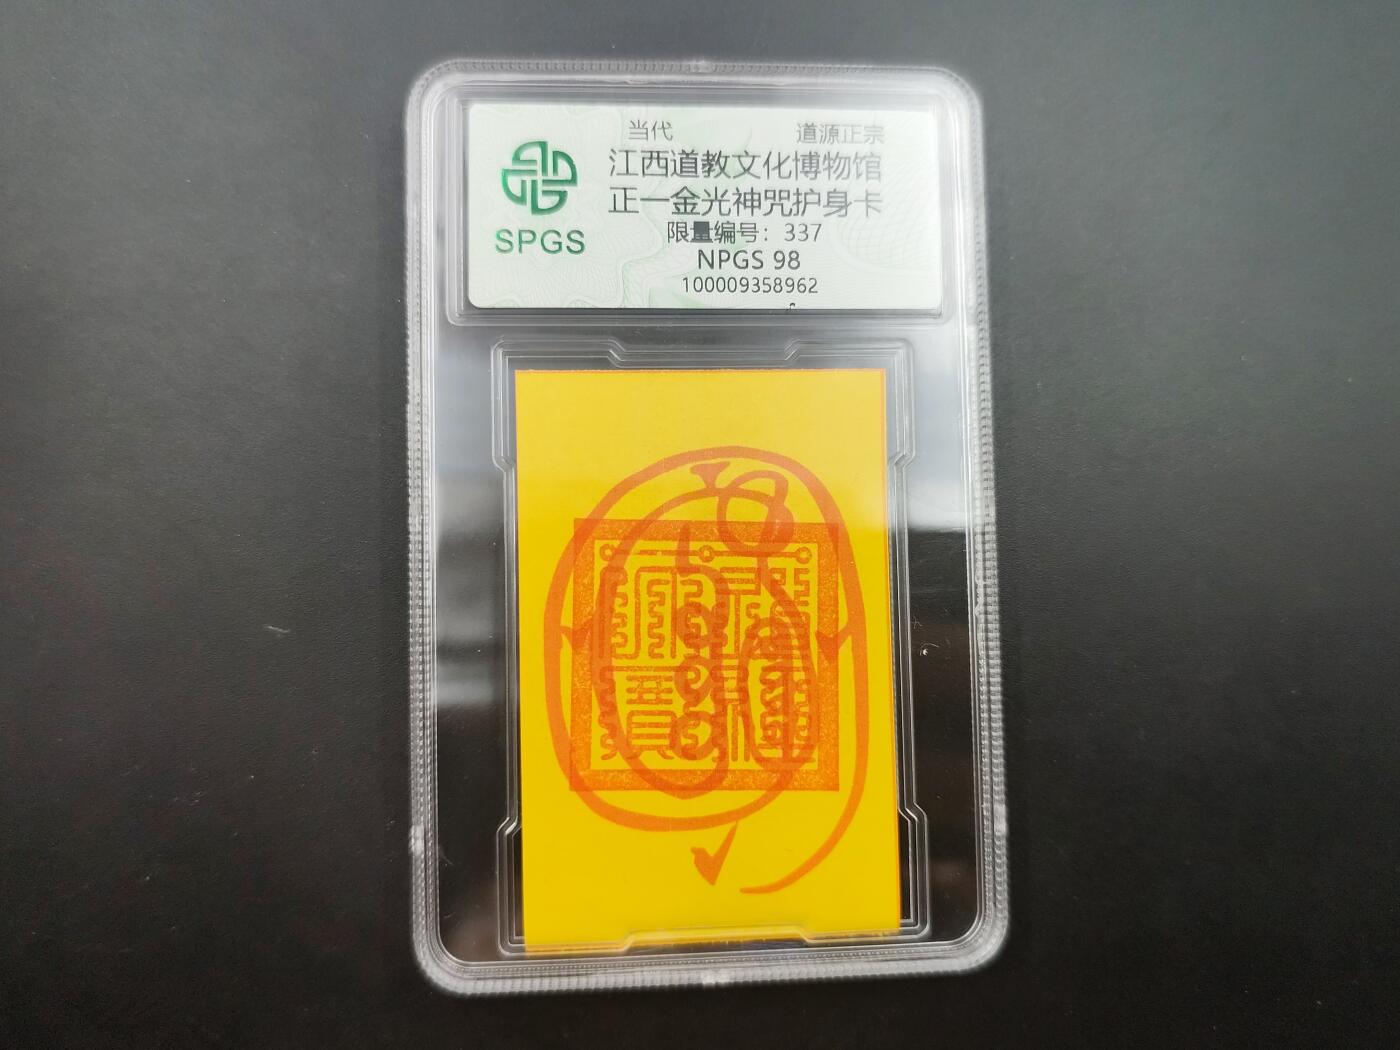 当代 道源正宗
江西道教文化博物馆
正一金光神咒护身卡
限量编号：337
NPGS 98
100009358962
SPGS